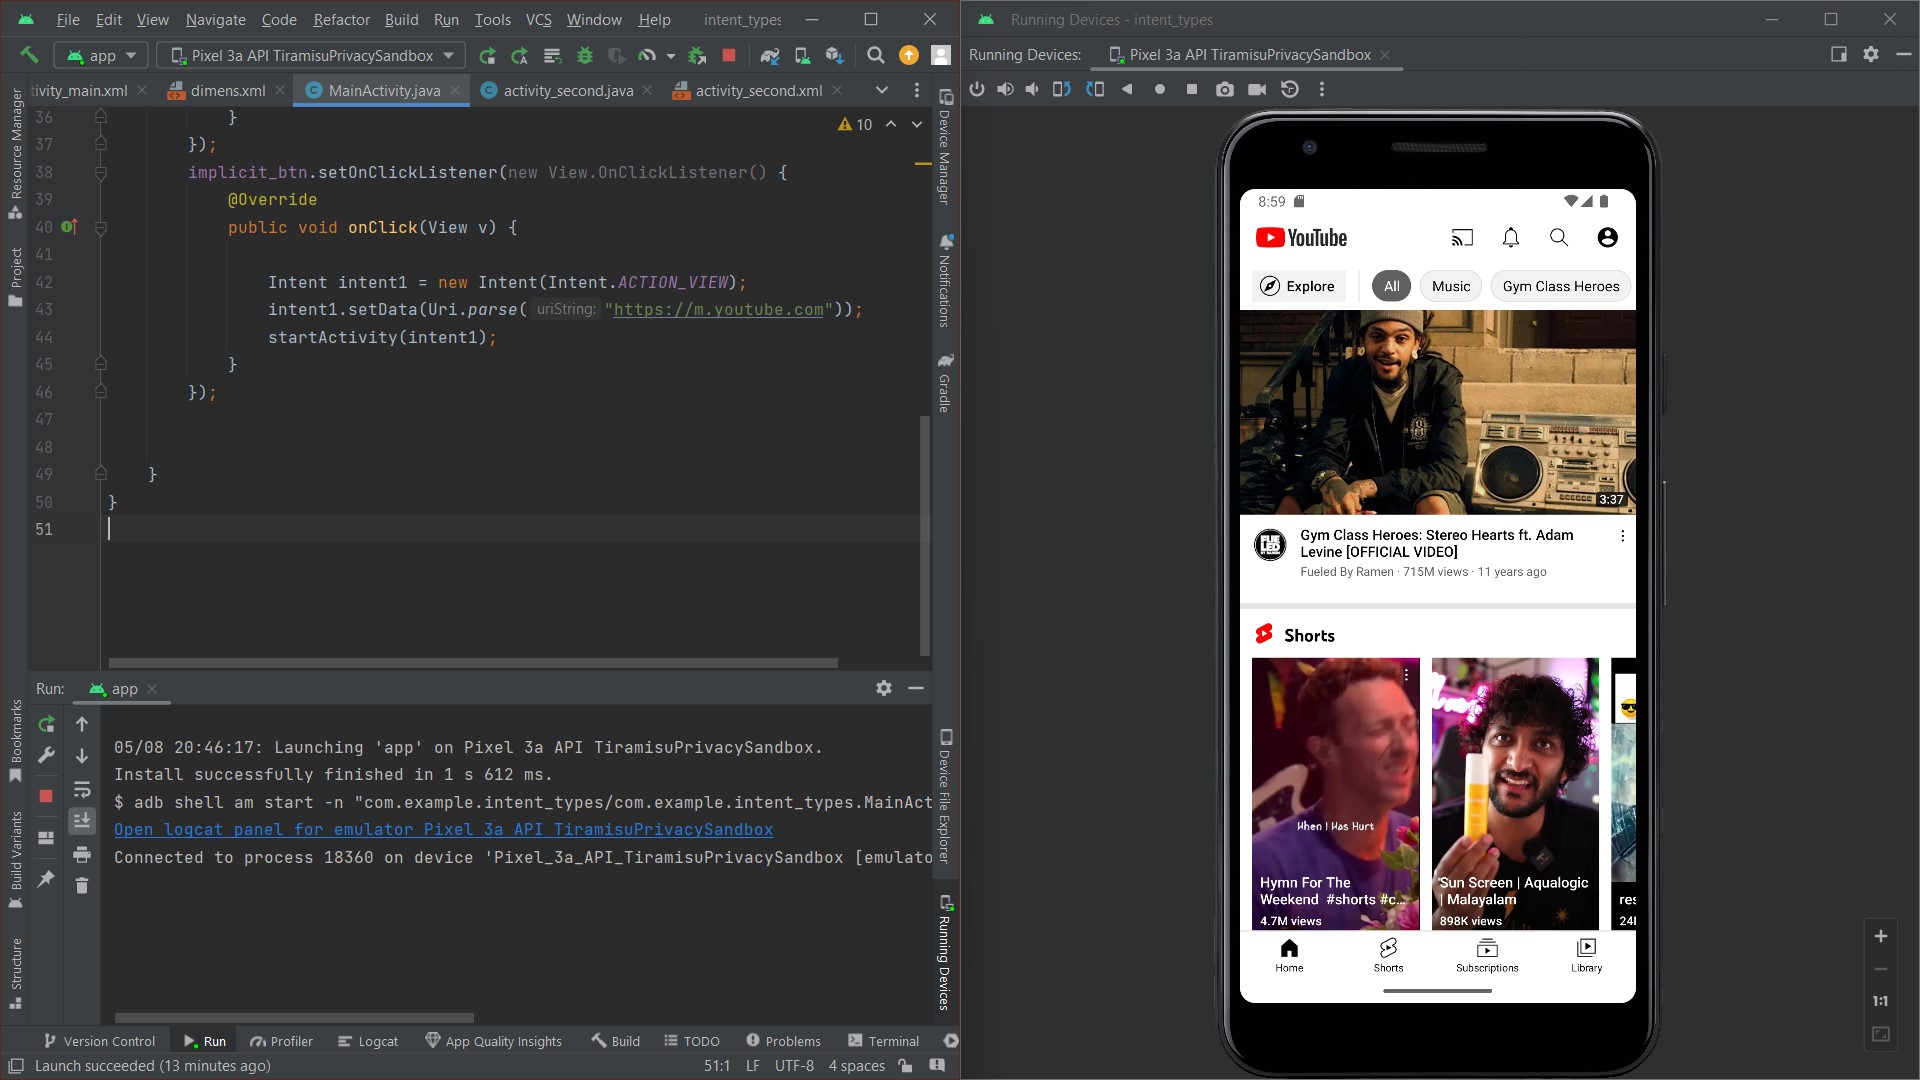 File Edit View Navigate Code Refactor Build Run Tools VCS Window Help intent_types
app Pixel 3a API TiramisuPrivacySandbox
tivity_main.xml dimens.xml MainActivity.java activity_second.java activity_second.xml
10
36 }
37 });
38 implicit_btn.setOnClickListener(new View.OnClickListener() {
39 @Override
40 public void onClick(View v) {
41
42 Intent intent1 = new Intent(Intent.ACTION_VIEW);
43 intent1.setData(Uri.parse( uriString: "https://m.youtube.com"));
44 startActivity(intent1);
45 }
46 });
47
48
49 }
50 }
51
Resource Manager
Project
Bookmarks
Build Variants
Structure
Device Manager
Notifications
Gradle
Device File Explorer
Running Devices
Run: app
05/08 20:46:17: Launching 'app' on Pixel 3a API TiramisuPrivacySandbox.
Install successfully finished in 1 s 612 ms.
$ adb shell am start -n "com.example.intent_types/com.example.intent_types.MainAct
Open logcat panel for emulator Pixel 3a API TiramisuPrivacySandbox
Connected to process 18360 on device 'Pixel_3a_API_TiramisuPrivacySandbox [emulato
Version Control Run Profiler Logcat App Quality Insights Build TODO Problems Terminal
Launch succeeded (13 minutes ago) 51:1 LF UTF-8 4 spaces
Running Devices - intent_types
Running Devices: Pixel 3a API TiramisuPrivacySandbox
8:59
YouTube
Explore All Music Gym Class Heroes
3:37
FUELED BY RAMEN
Gym Class Heroes: Stereo Hearts ft. Adam
Levine [OFFICIAL VIDEO]
Fueled By Ramen · 715M views · 11 years ago
Shorts
When I Was Hurt
Hymn For The
Weekend #shorts #c...
4.7M views
Sun Screen | Aqualogic
| Malayalam
898K views
res
24
Home Shorts Subscriptions Library
1:1